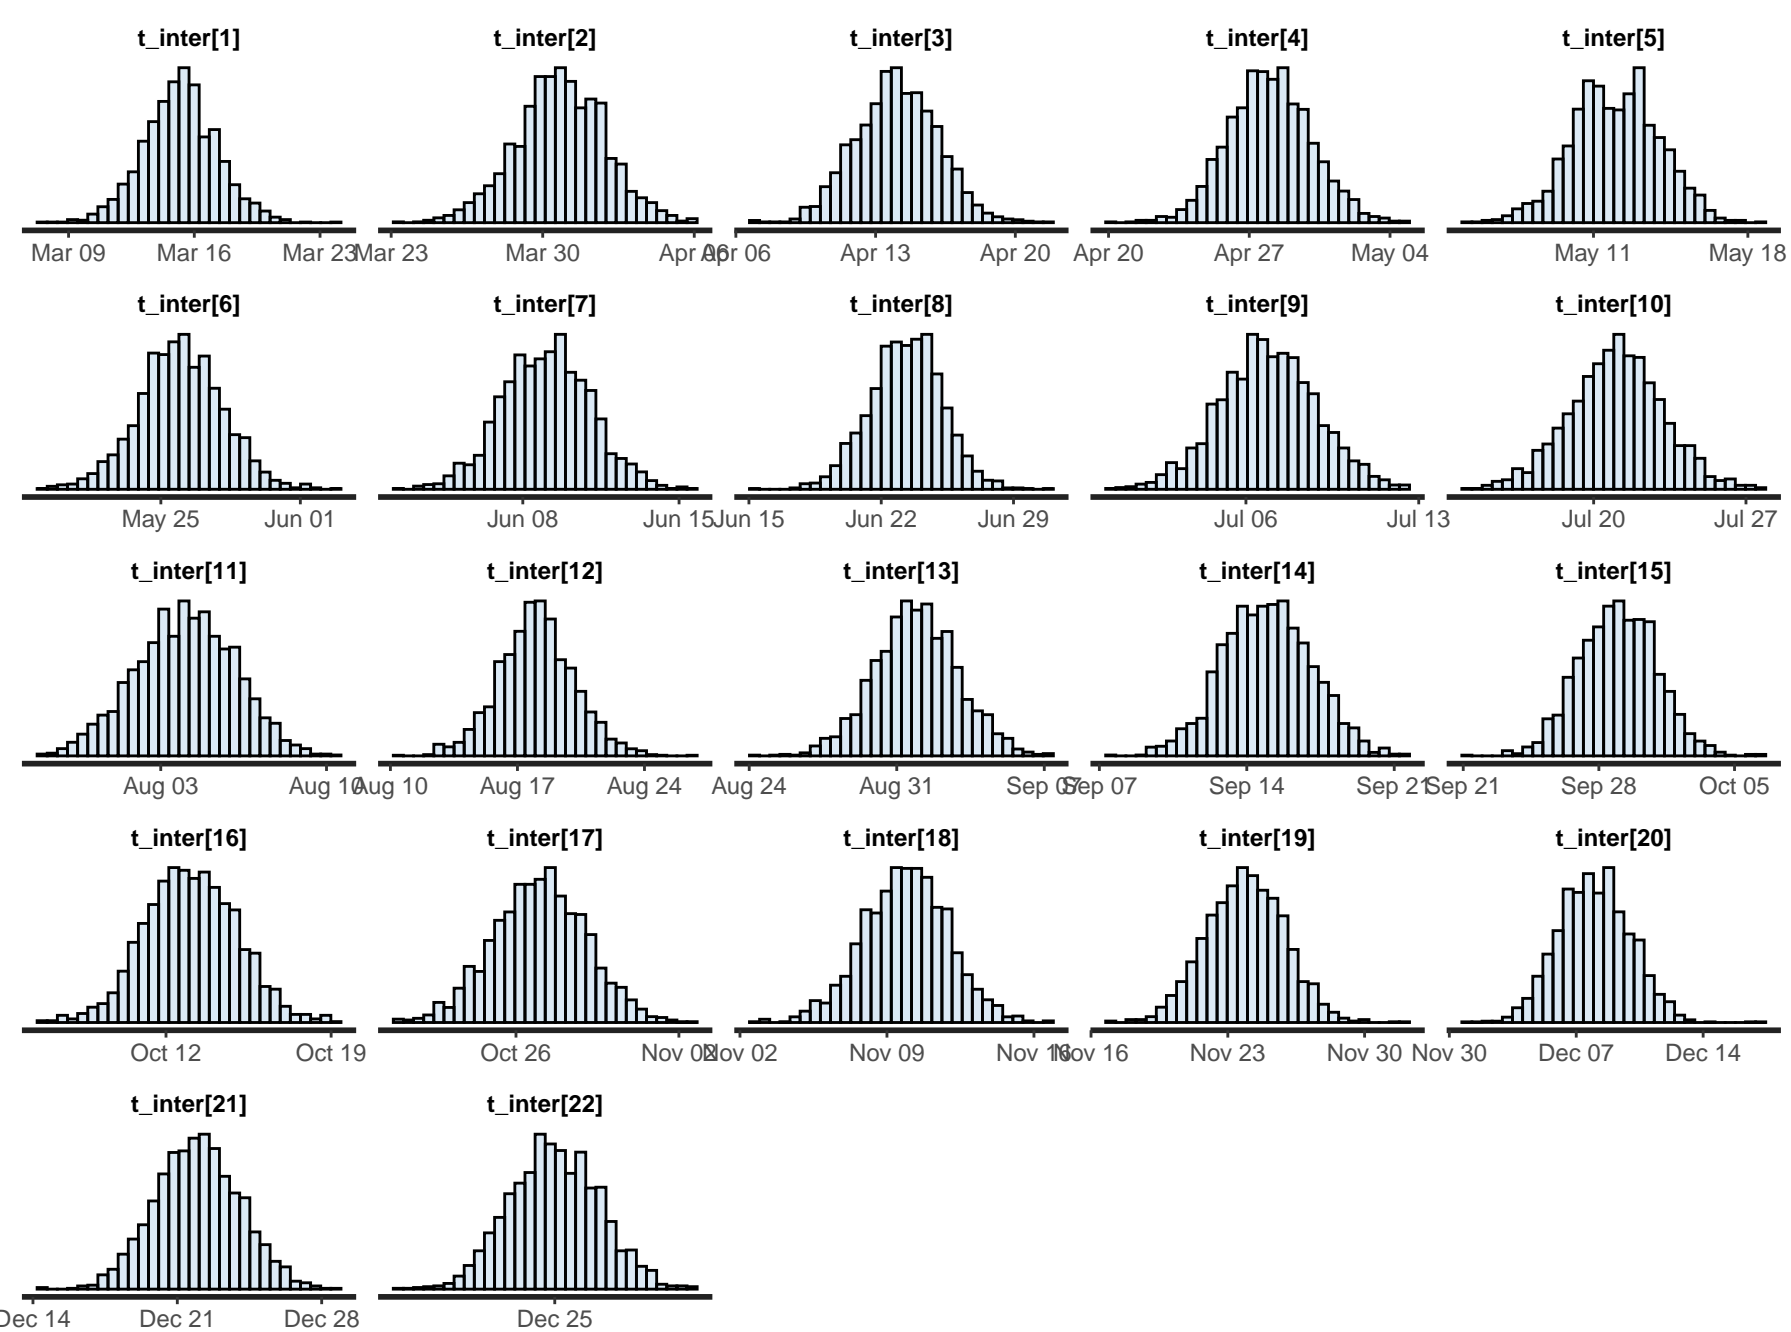 t_inter[1] t_inter[2] t_inter[3] t_inter[4] t_inter[5]
Mar 09 Mar 16 Mar 23 Mar 23 Mar 30 Apr 06 Apr 06 Apr 13 Apr 20 Apr 20 Apr 27 May 04 May 11 May 18
t_inter[6] t_inter[7] t_inter[8] t_inter[9] t_inter[10]
May 25 Jun 01 Jun 08 Jun 15 Jun 15 Jun 22 Jun 29 Jul 06 Jul 13 Jul 20 Jul 27
t_inter[11] t_inter[12] t_inter[13] t_inter[14] t_inter[15]
Aug 03 Aug 10 Aug 10 Aug 17 Aug 24 Aug 24 Aug 31 Sep 07 Sep 07 Sep 14 Sep 21 Sep 21 Sep 28 Oct 05
t_inter[16] t_inter[17] t_inter[18] t_inter[19] t_inter[20]
Oct 12 Oct 19 Oct 26 Nov 02 Nov 02 Nov 09 Nov 16 Nov 16 Nov 23 Nov 30 Nov 30 Dec 07 Dec 14
t_inter[21] t_inter[22]
Dec 14 Dec 21 Dec 28 Dec 25